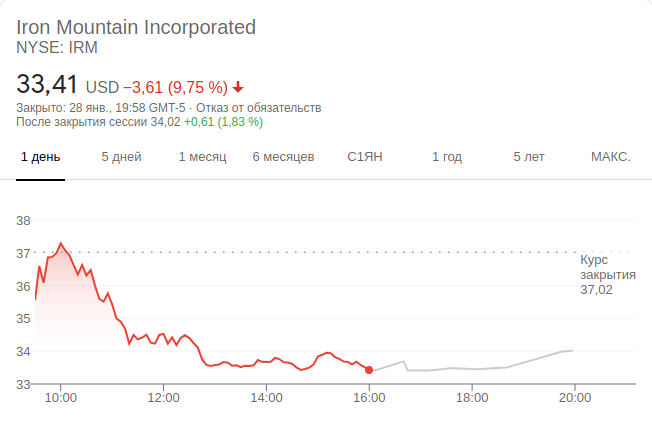 Iron Mountain Incorporated
NYSE: IRM
33,41 USD −3,61 (9,75 %)
Закрыто: 28 янв., 19:58 GMT-5 · Отказ от обязательств
После закрытия сессии 34,02 +0,61 (1,83 %)
1 день 5 дней 1 месяц 6 месяцев С1ЯН 1 год 5 лет МАКС.
38
37
Курс
закрытия
37,02
36
35
34
33
10:00 12:00 14:00 16:00 18:00 20:00